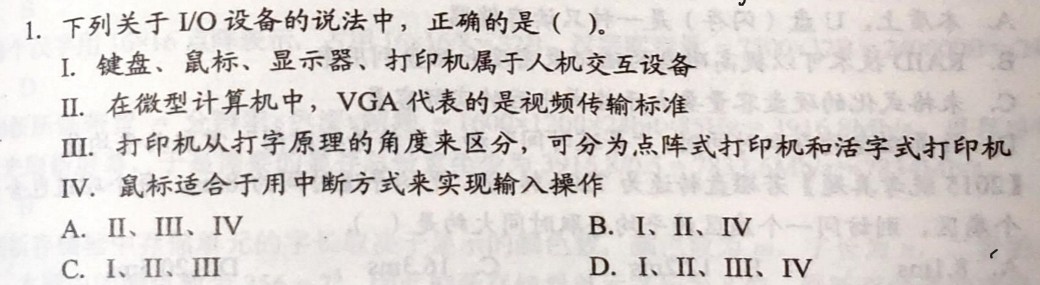 1. 下列关于 I/O 设备的说法中，正确的是（ ）。
I. 键盘、鼠标、显示器、打印机属于人机交互设备
II. 在微型计算机中，VGA 代表的是视频传输标准
III. 打印机从打字原理的角度来区分，可分为点阵式打印机和活字式打印机
IV. 鼠标适合于用中断方式来实现输入操作
A. II、III、IV B. I、II、IV
C. I、II、III D. I、II、III、IV